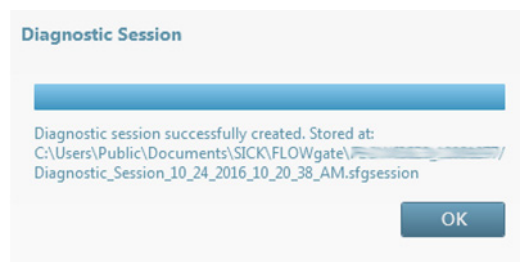 Diagnostic Session
Diagnostic session successfully created. Stored at:
C:\Users\Public\Documents\SICK\FLOWgate\
Diagnostic_Session_10_24_2016_10_20_38_AM.sfgsession
OK